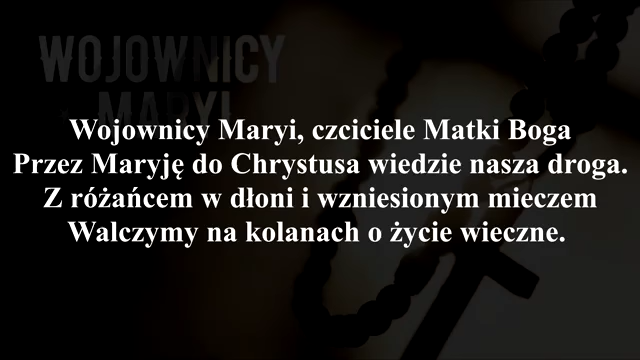 WOJOWNICY
MARYI
Wojownicy Maryi, czciciele Matki Boga
Przez Maryję do Chrystusa wiedzie nasza droga.
Z różańcem w dłoni i wzniesionym mieczem
Walczymy na kolanach o życie wieczne.